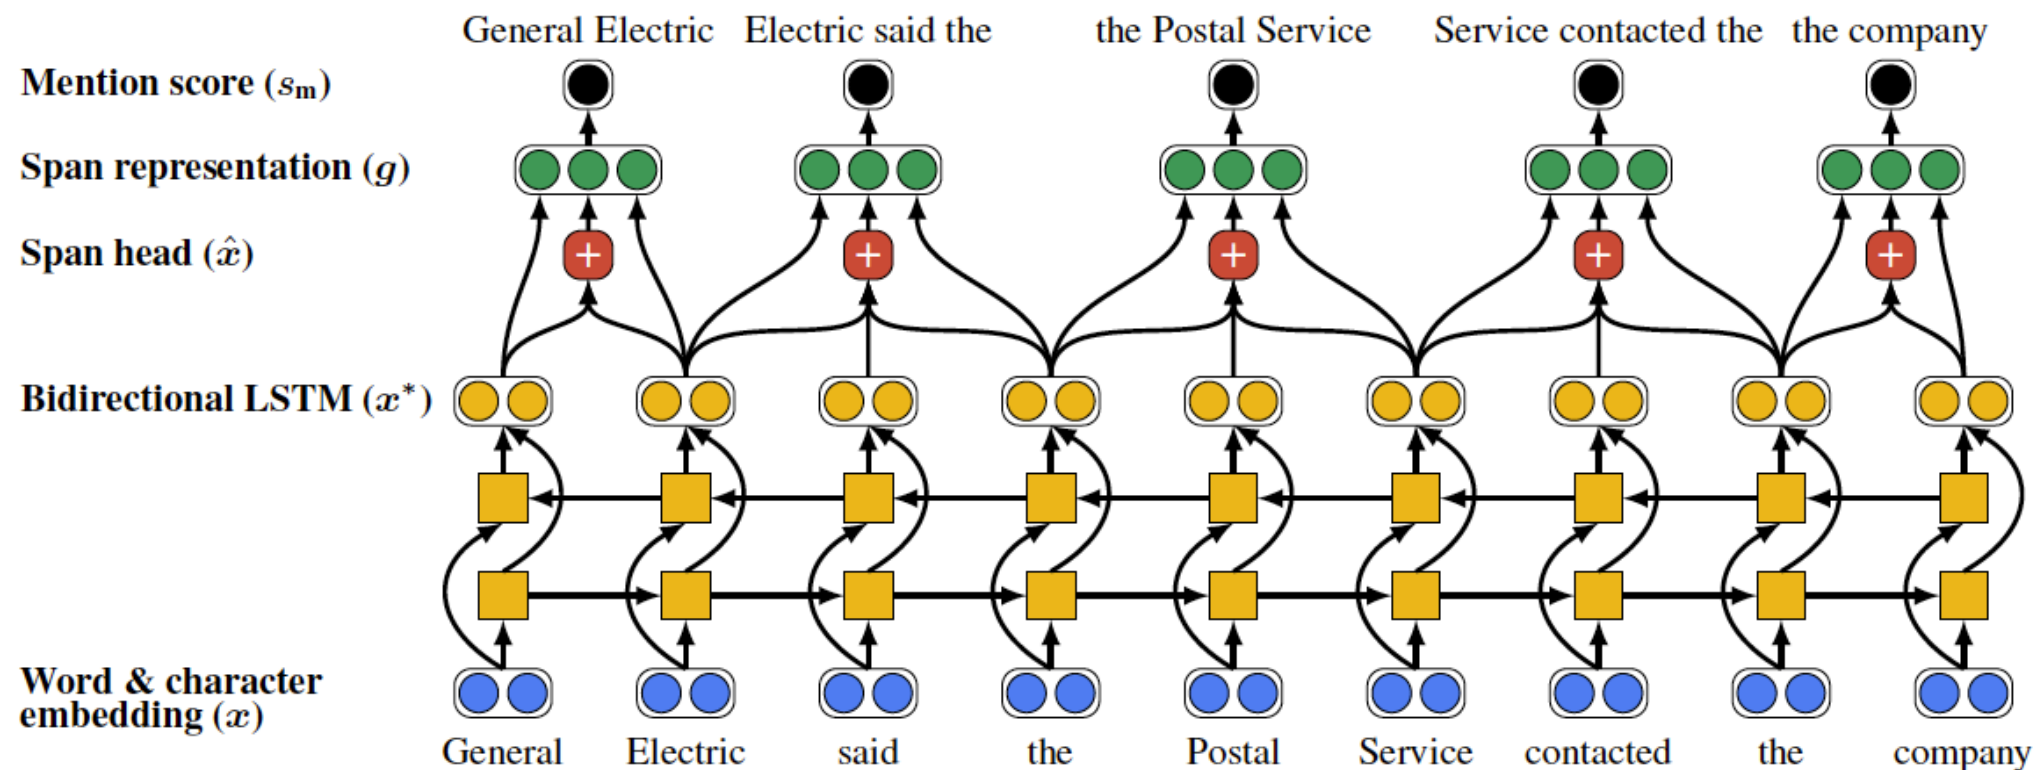 General Electric Electric said the the Postal Service Service contacted the the company
Mention score (sm)
Span representation (g)
+ + + + +
Span head (x̂)
Bidirectional LSTM (x*)
Word & character
embedding (x)
General Electric said the Postal Service contacted the company